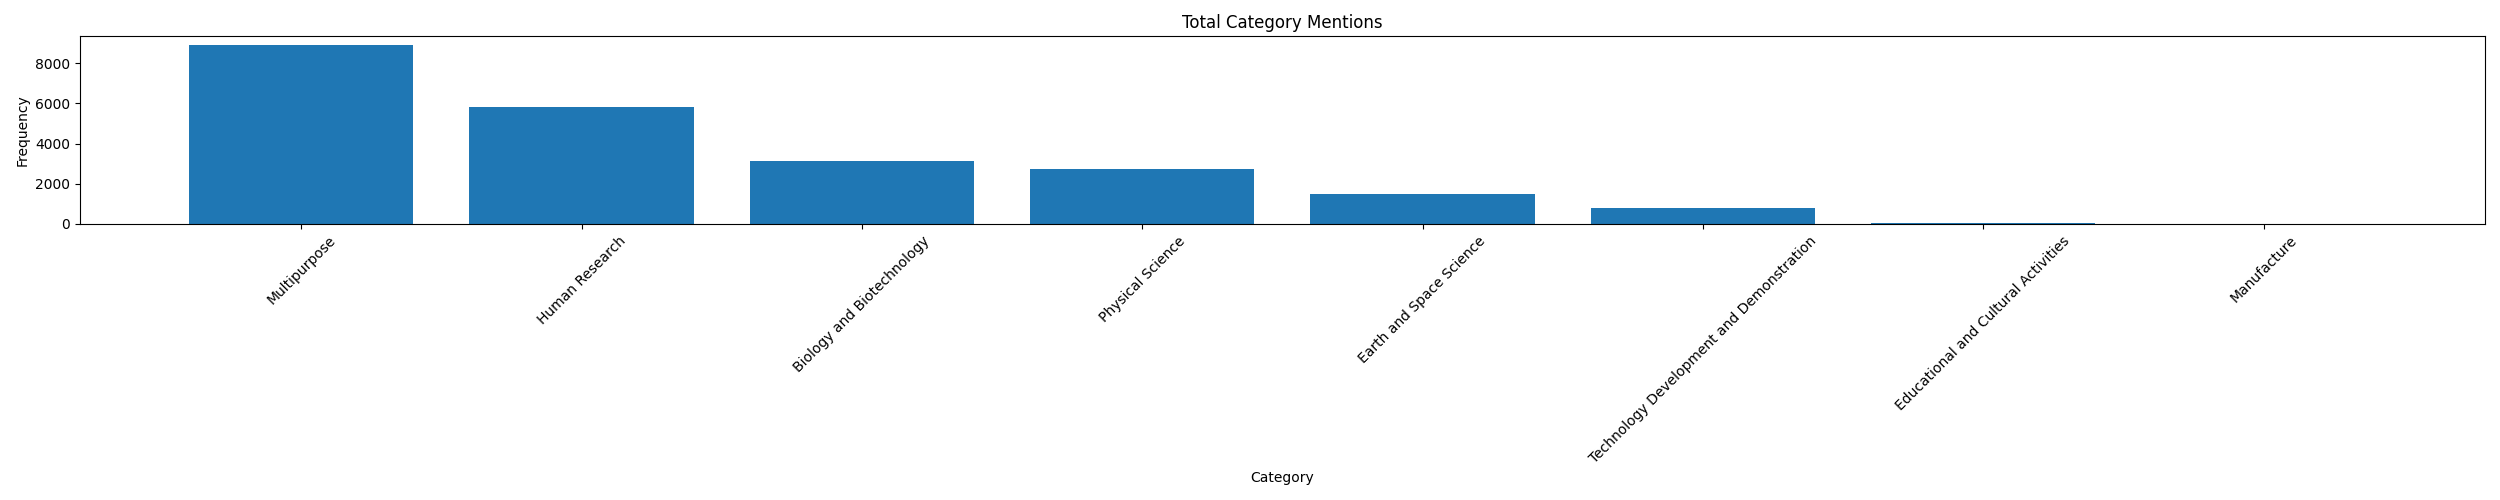 Total Category Mentions
Frequency
8000
6000
4000
2000
0
Multipurpose
Human Research
Biology and Biotechnology
Physical Science
Earth and Space Science
Technology Development and Demonstration
Educational and Cultural Activities
Manufacture
Category